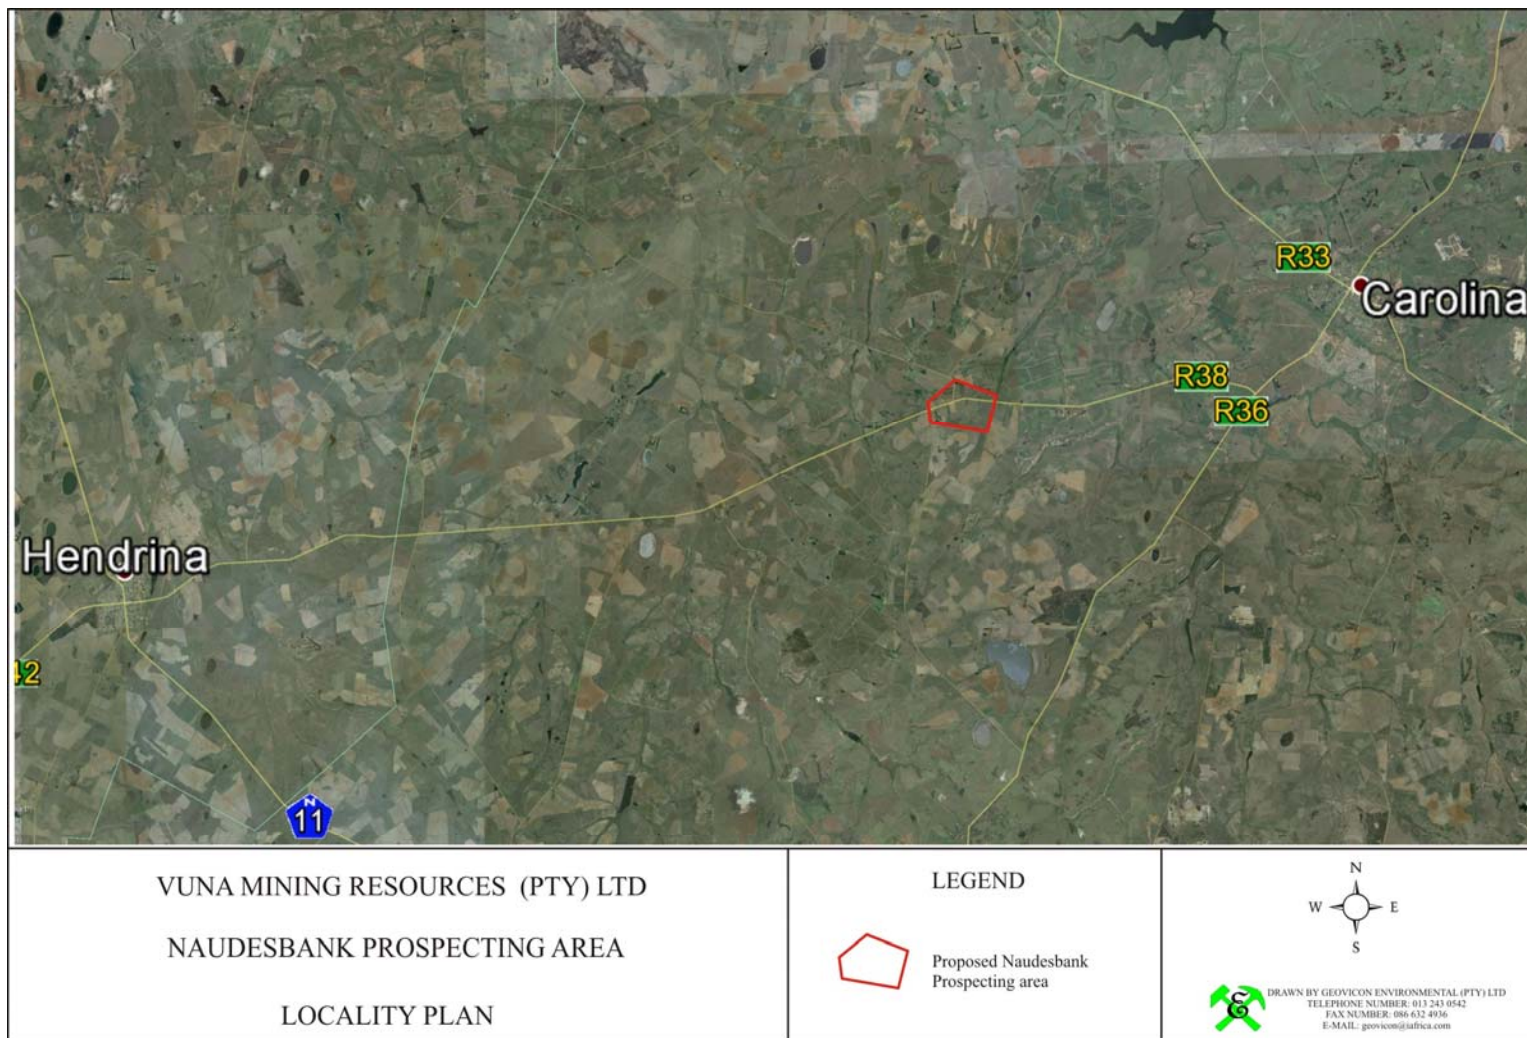 R33
Carolina
R38
R36
Hendrina
42
N
11
VUNA MINING RESOURCES (PTY) LTD
NAUDESBANK PROSPECTING AREA
LOCALITY PLAN
LEGEND
Proposed Naudesbank
Prospecting area
N
W E
S
DRAWN BY GEOVICON ENVIRONMENTAL (PTY) LTD
TELEPHONE NUMBER: 013 243 0542
FAX NUMBER: 086 632 4936
E-MAIL: geovicon@iafrica.com